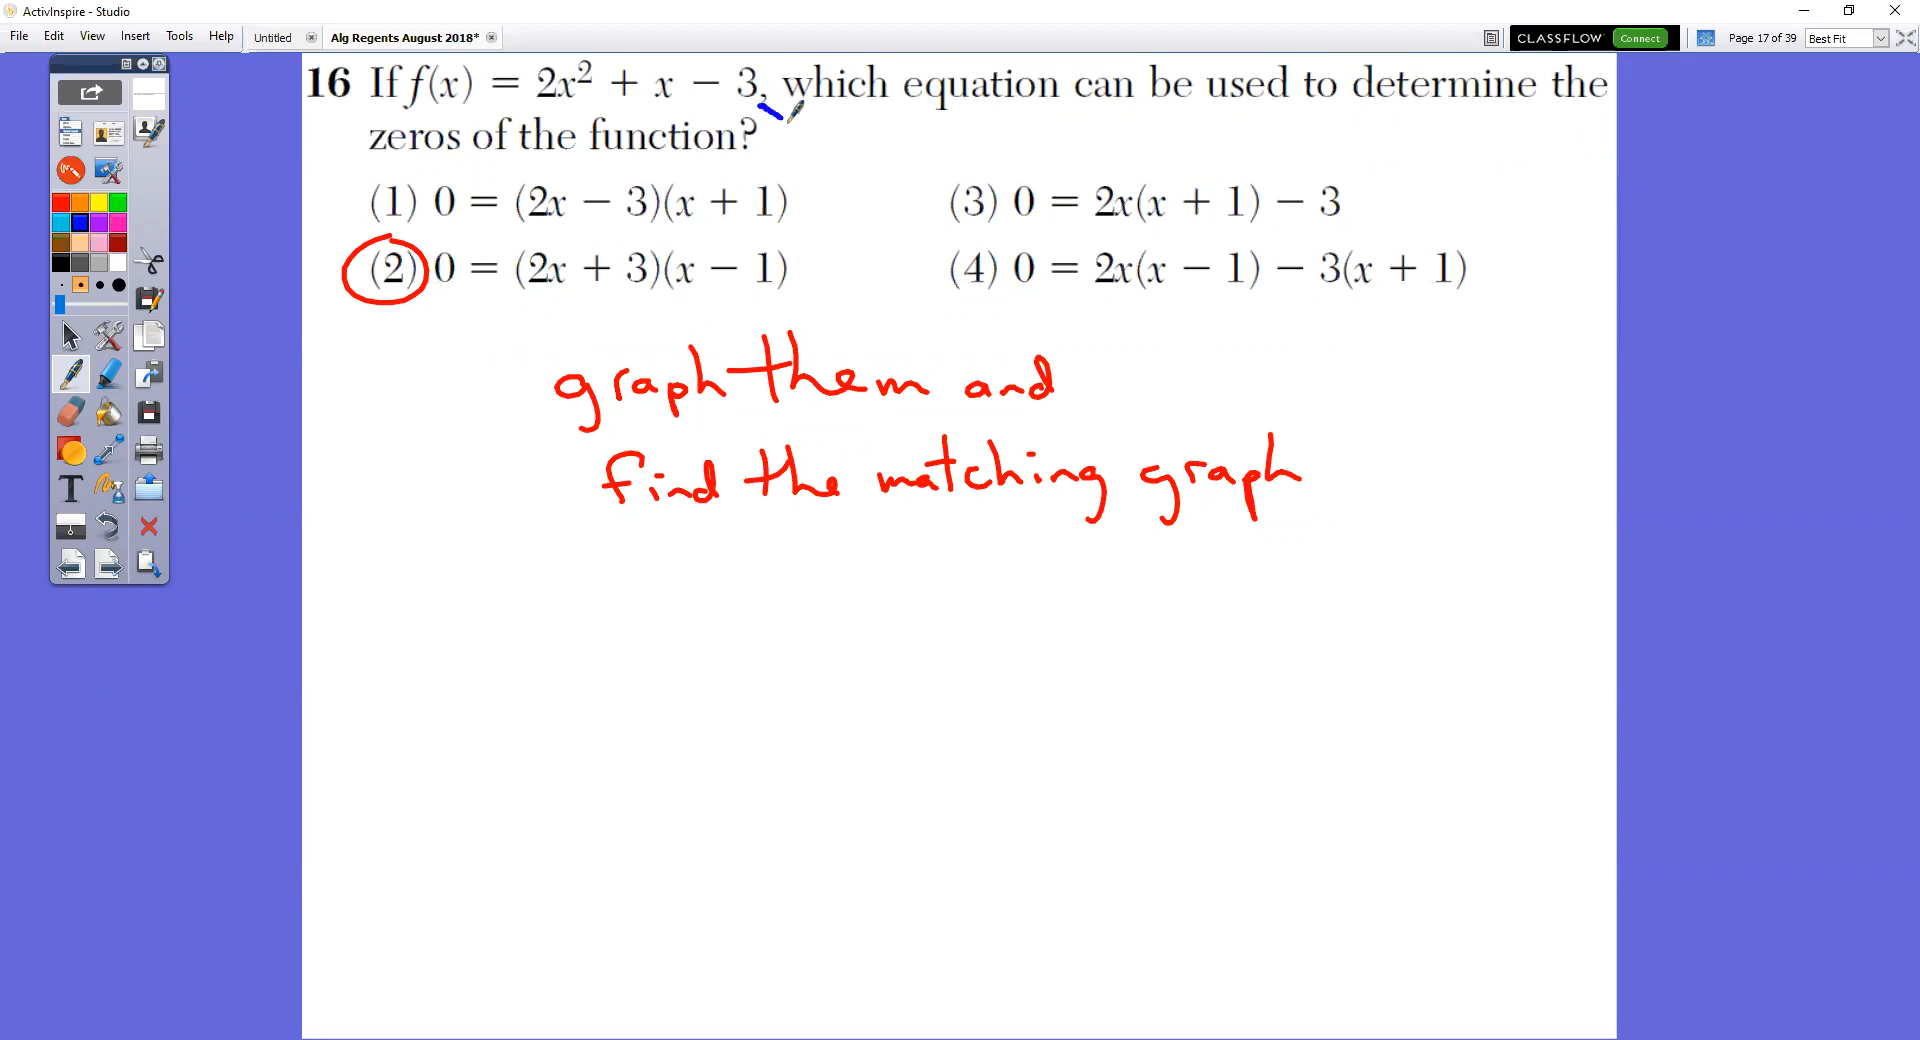 ActivInspire - Studio
File Edit View Insert Tools Help Untitled Alg Regents August 2018* CLASSFLOW Connect Page 17 of 39 Best Fit
16 If f(x) = 2x² + x − 3, which equation can be used to determine the
zeros of the function?
(1) 0 = (2x − 3)(x + 1) (3) 0 = 2x(x + 1) − 3
(2) 0 = (2x + 3)(x − 1) (4) 0 = 2x(x − 1) − 3(x + 1)
graph them and
find the matching graph